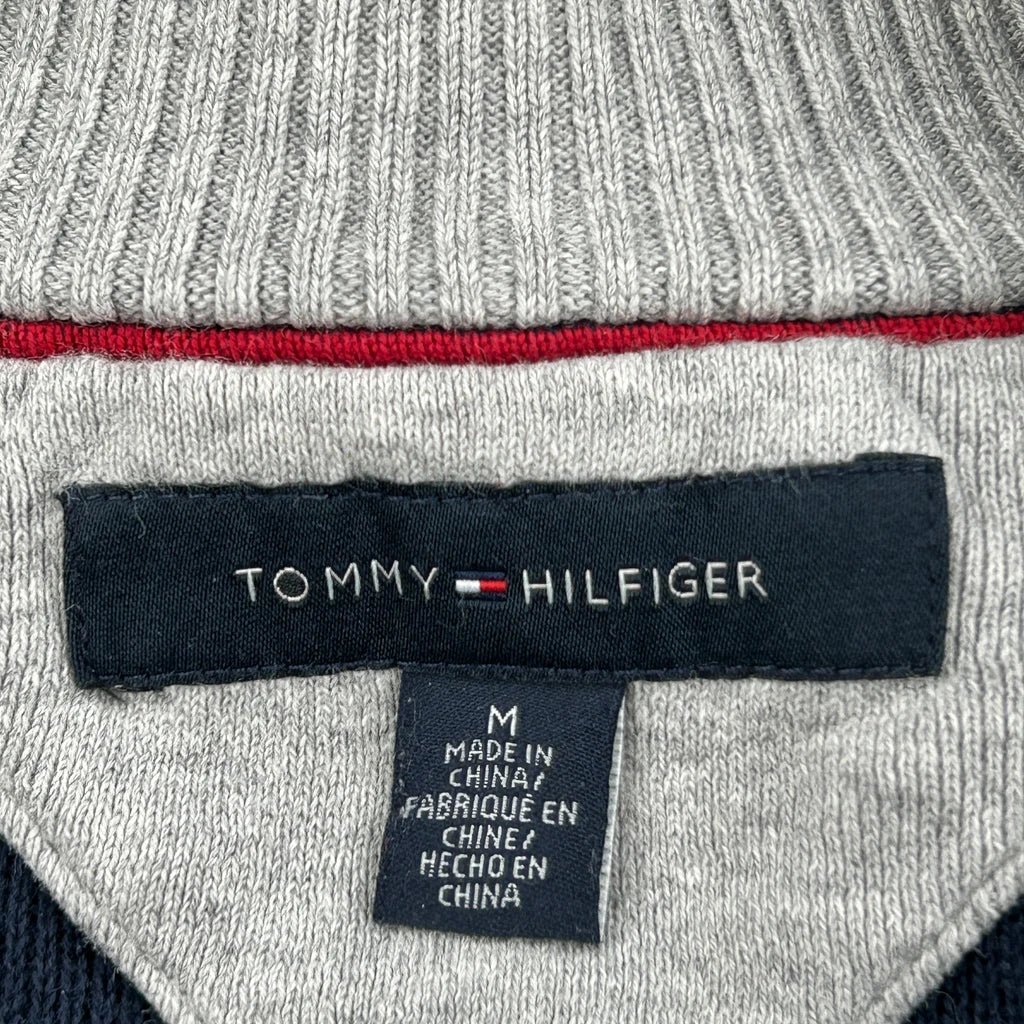 TOMMY HILFIGER
M
MADE IN
CHINA/
FABRIQUÉ EN
CHINE/
HECHO EN
CHINA